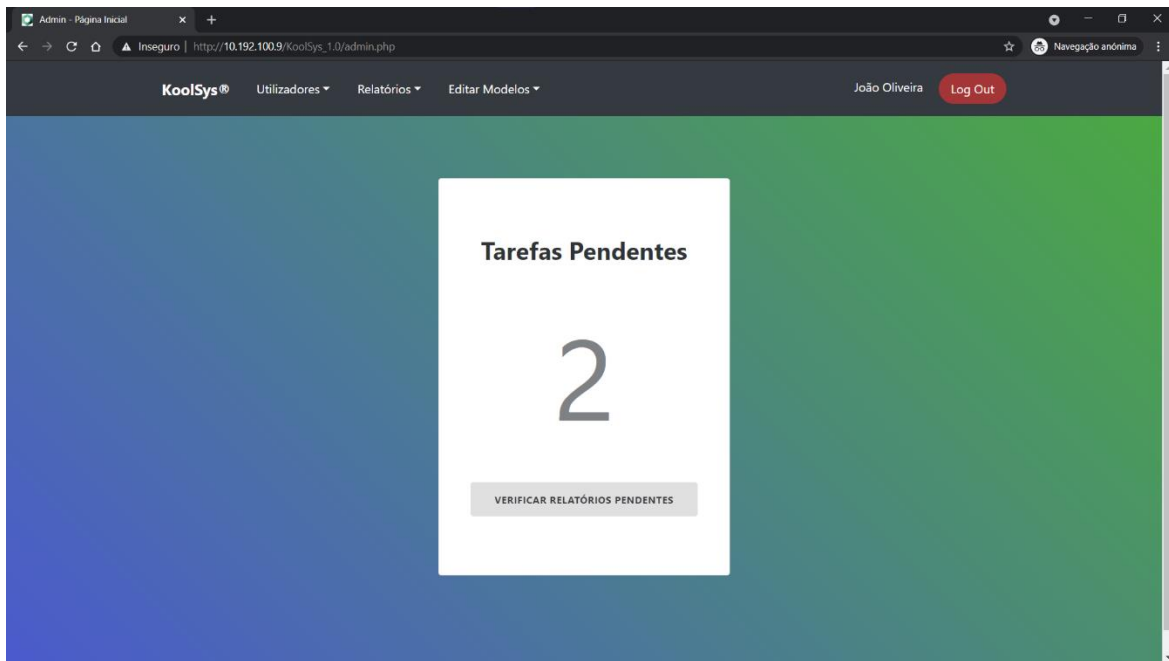 Admin - Página Inicial
Inseguro | http://10.192.100.9/KoolSys_1.0/admin.php
Navegação anónima
KoolSys® Utilizadores Relatórios Editar Modelos João Oliveira Log Out
Tarefas Pendentes
2
VERIFICAR RELATÓRIOS PENDENTES